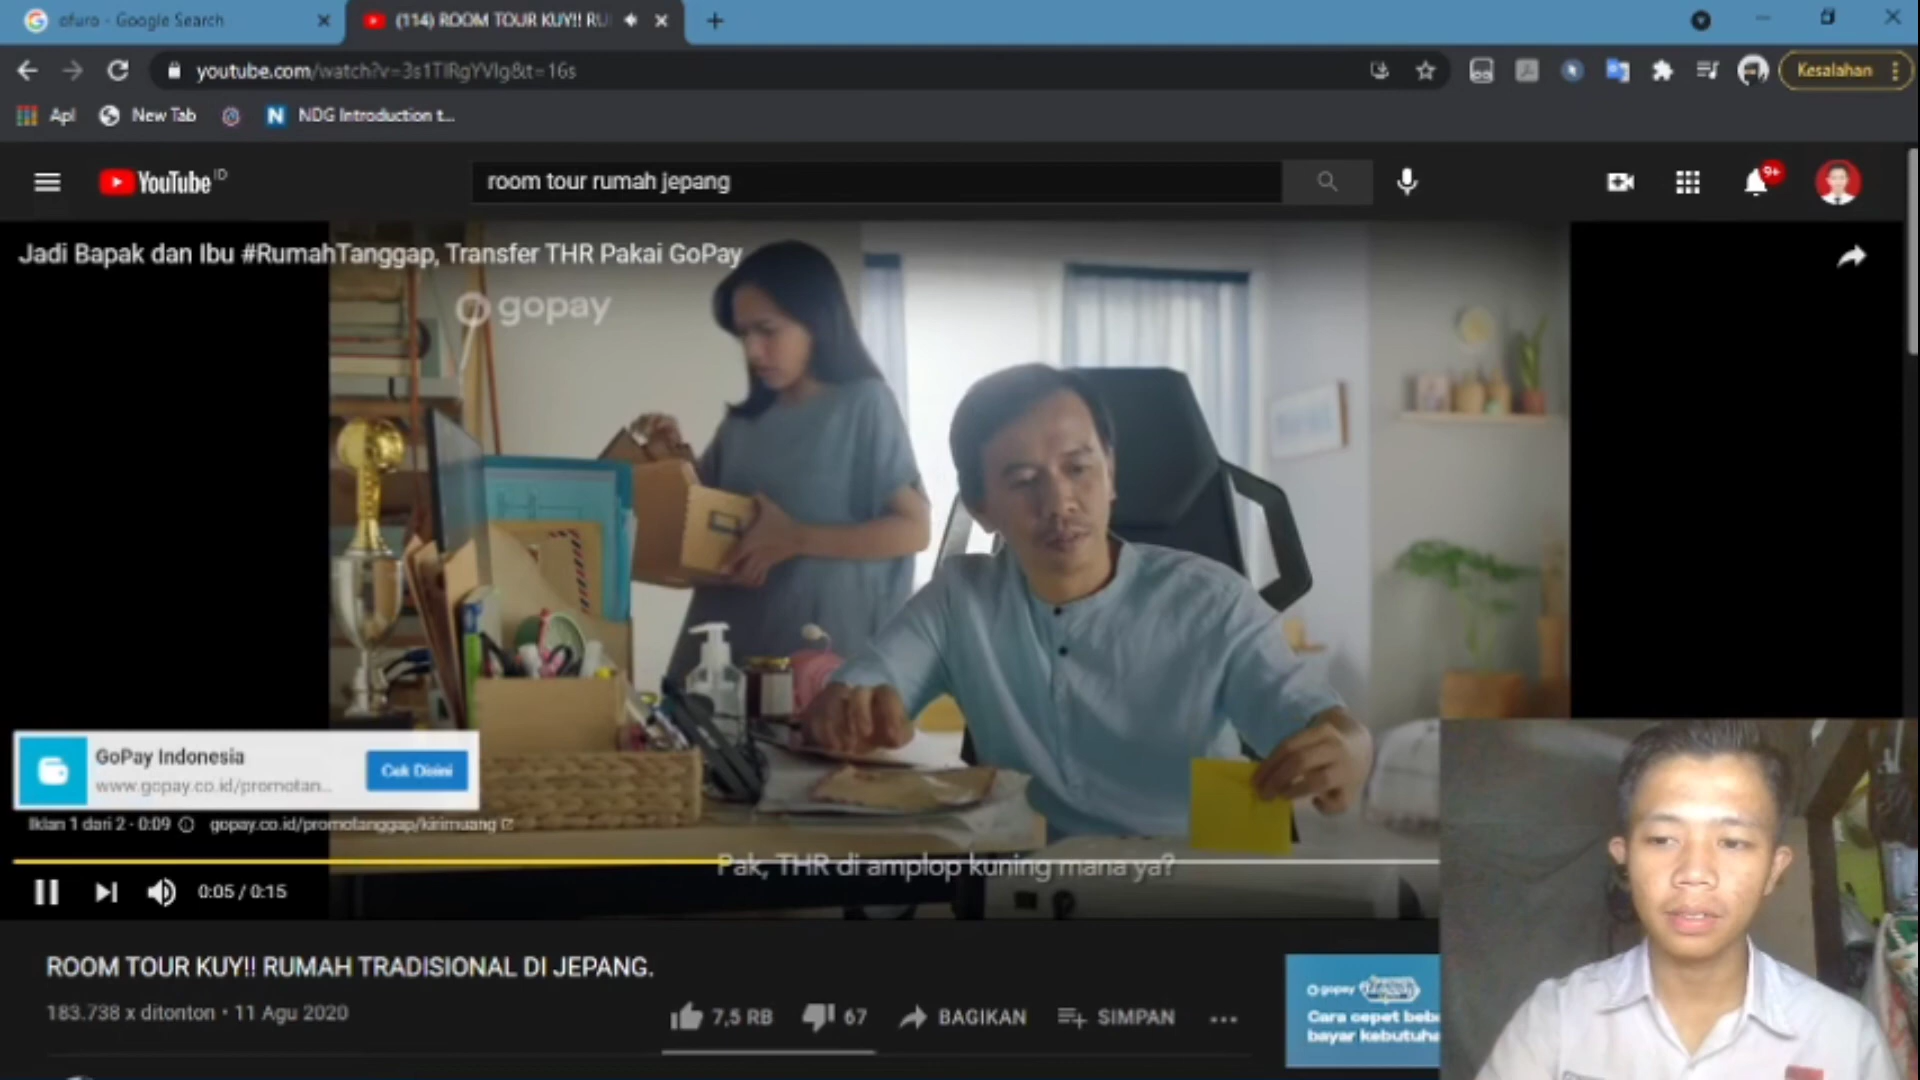 ofuro - Google Search
(114) ROOM TOUR KUY!! RU
youtube.com/watch?v=3s1TlRgYVlg&t=16s
Kesalahan
Apl
New Tab
NDG Introduction t...
YouTube ID
room tour rumah jepang
9+
Jadi Bapak dan Ibu #RumahTanggap, Transfer THR Pakai GoPay
gopay
GoPay Indonesia
www.gopay.co.id/promotan...
Cek Disini
Iklan 1 dari 2 · 0:09
gopay.co.id/promotanggap/kirimuang
Pak, THR di amplop kuning mana ya?
0:05 / 0:15
ROOM TOUR KUY!! RUMAH TRADISIONAL DI JEPANG.
183.738 x ditonton • 11 Agu 2020
7,5 RB
67
BAGIKAN
SIMPAN
gopay
Cara cepet beb
bayar kebutuha